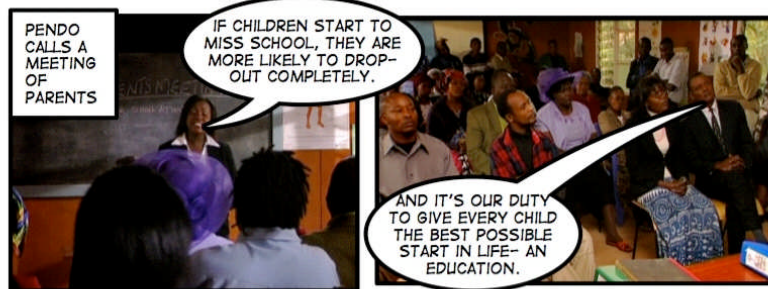 PENDO
CALLS A
MEETING
OF
PARENTS
IF CHILDREN START TO
MISS SCHOOL, THEY ARE
MORE LIKELY TO DROP-
OUT COMPLETELY.
AND IT'S OUR DUTY
TO GIVE EVERY CHILD
THE BEST POSSIBLE
START IN LIFE- AN
EDUCATION.